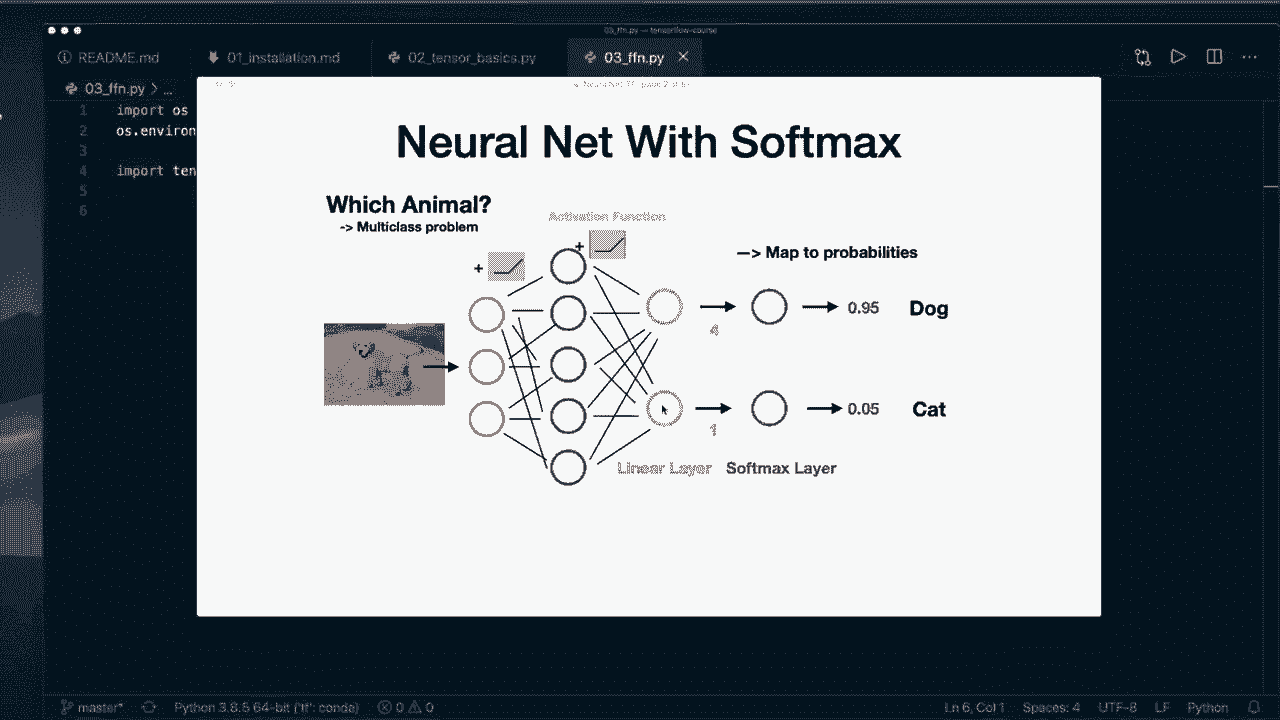 03_ffn.py — tensorflow-course
README.md
01_installation.md
02_tensor_basics.py
03_ffn.py
03_ffn.py > ...
1 import os
2 os.environ
3
4 import ten
5
6
Neural Net With Softmax
Which Animal?
-> Multiclass problem
Activation Function
+
+
—> Map to probabilities
0.95 Dog
4
0.05 Cat
1
Linear Layer Softmax Layer
master* Python 3.8.5 64-bit ('tf': conda) 0 0 Ln 6, Col 1 Spaces: 4 UTF-8 LF Python